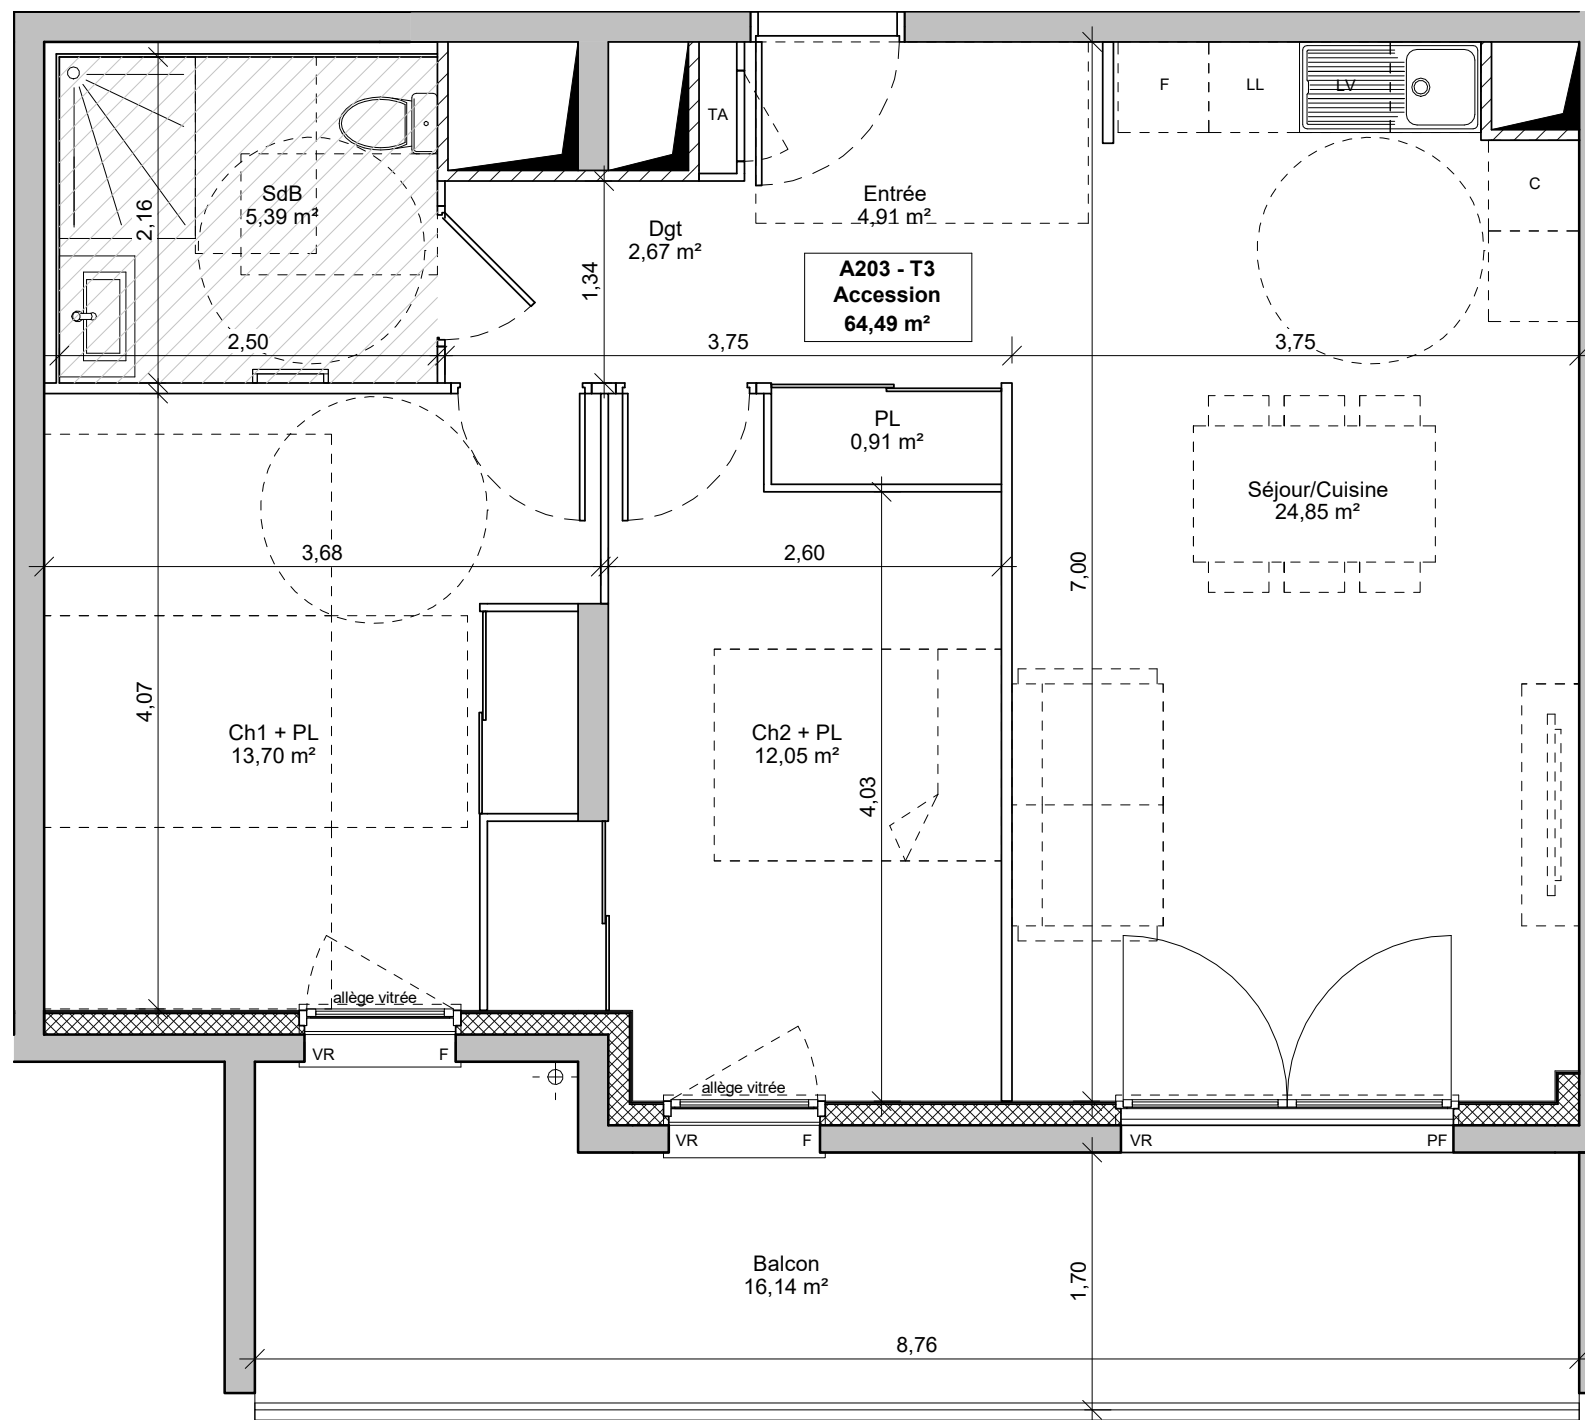 TA
F
LL
LV
C
SdB
5,39 m²
2,16
Entrée
4,91 m²
Dgt
2,67 m²
1,34
A203 - T3
Accession
64,49 m²
2,50
3,75
3,75
PL
0,91 m²
Séjour/Cuisine
24,85 m²
3,68
2,60
7,00
4,07
Ch1 + PL
13,70 m²
Ch2 + PL
12,05 m²
4,03
allège vitrée
VR
F
allège vitrée
VR
F
VR
PF
Balcon
16,14 m²
1,70
8,76